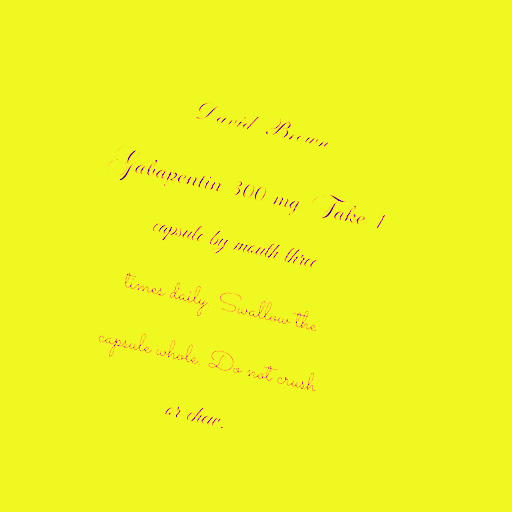 David Brown
Gabapentin 300 mg Take 1
capsule by mouth three
times daily. Swallow the
capsule whole. Do not crush
or chew.